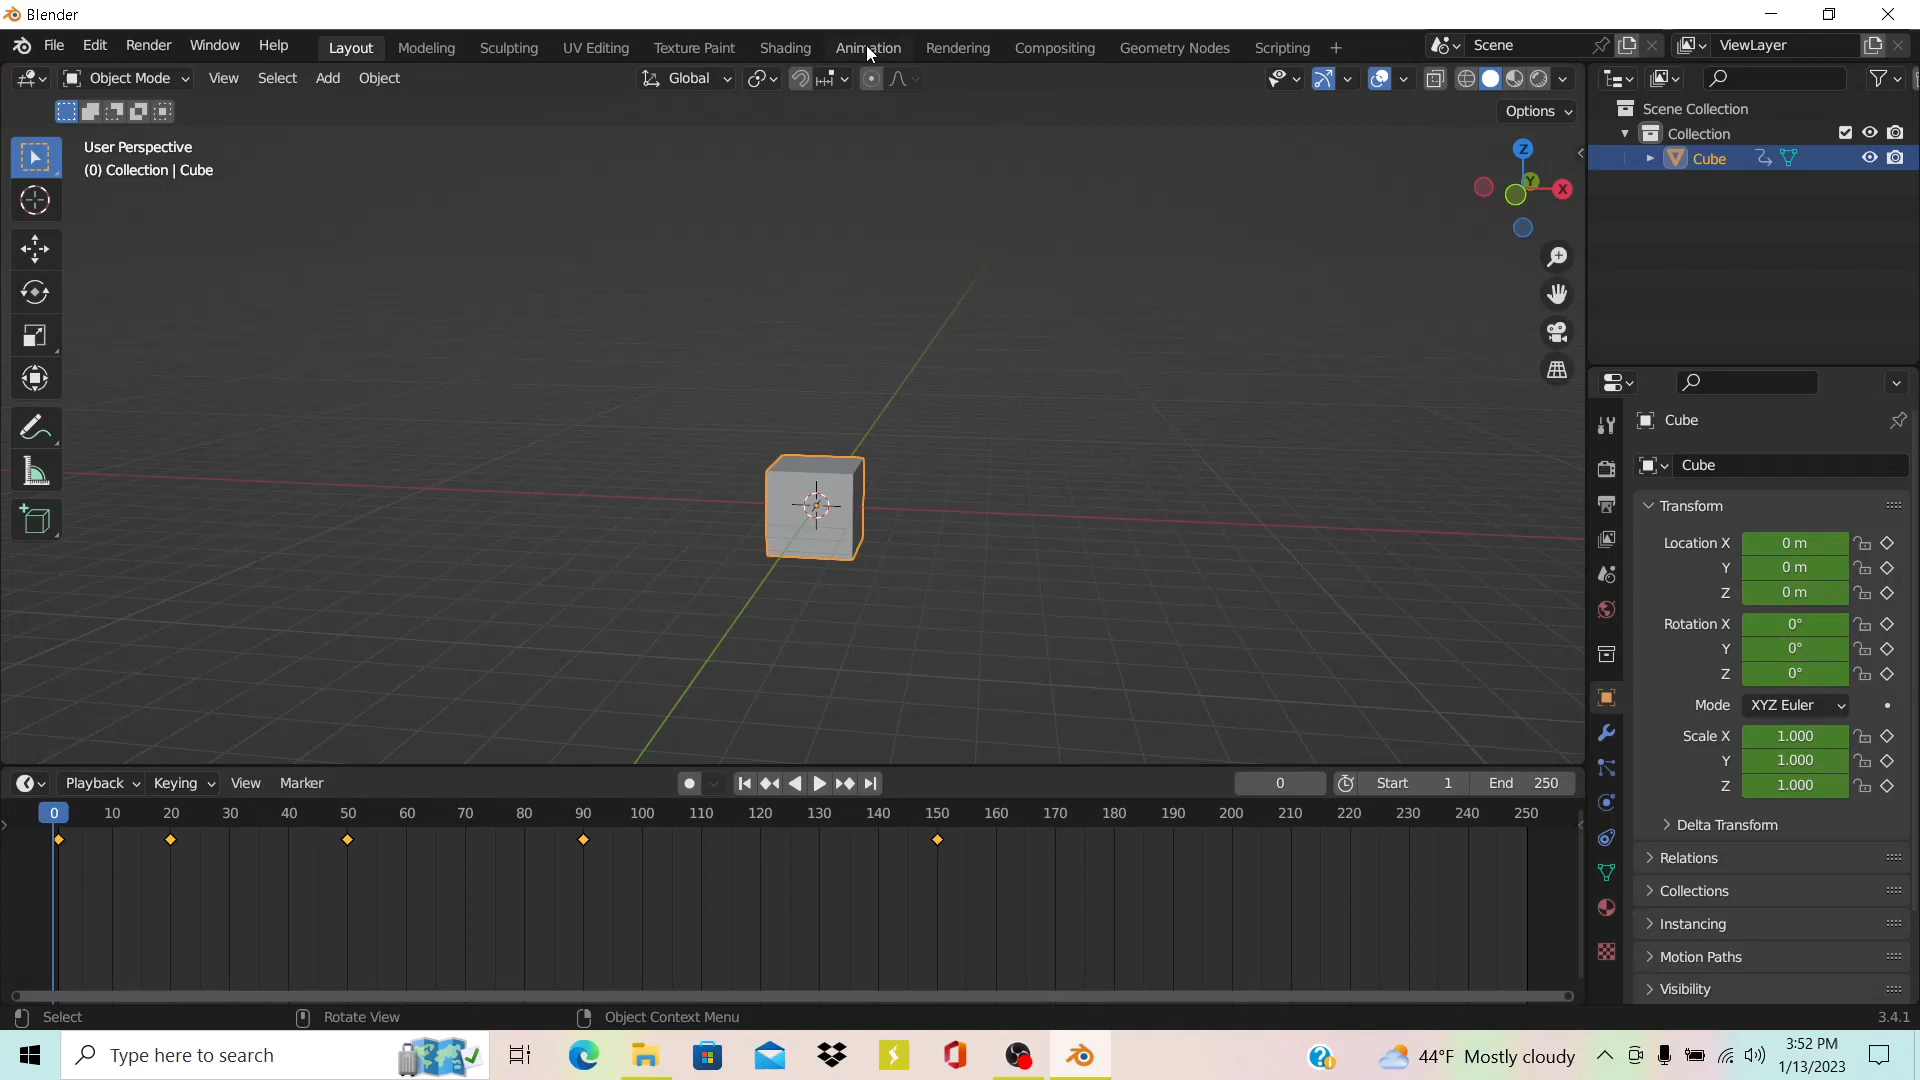 Blender
File Edit Render Window Help Layout Modeling Sculpting UV Editing Texture Paint Shading Animation Rendering Compositing Geometry Nodes Scripting + Scene ViewLayer
Object Mode View Select Add Object Global
Options
User Perspective
(0) Collection | Cube
Z
Y
X
Scene Collection
Collection
Cube
Cube
Cube
Transform
Location X 0 m
Y 0 m
Z 0 m
Rotation X 0°
Y 0°
Z 0°
Mode XYZ Euler
Scale X 1.000
Y 1.000
Z 1.000
Delta Transform
Relations
Collections
Instancing
Motion Paths
Visibility
Playback Keying View Marker 0 Start 1 End 250
0 10 20 30 40 50 60 70 80 90 100 110 120 130 140 150 160 170 180 190 200 210 220 230 240 250
Select Rotate View Object Context Menu 3.4.1
Type here to search 44°F Mostly cloudy 3:52 PM
1/13/2023